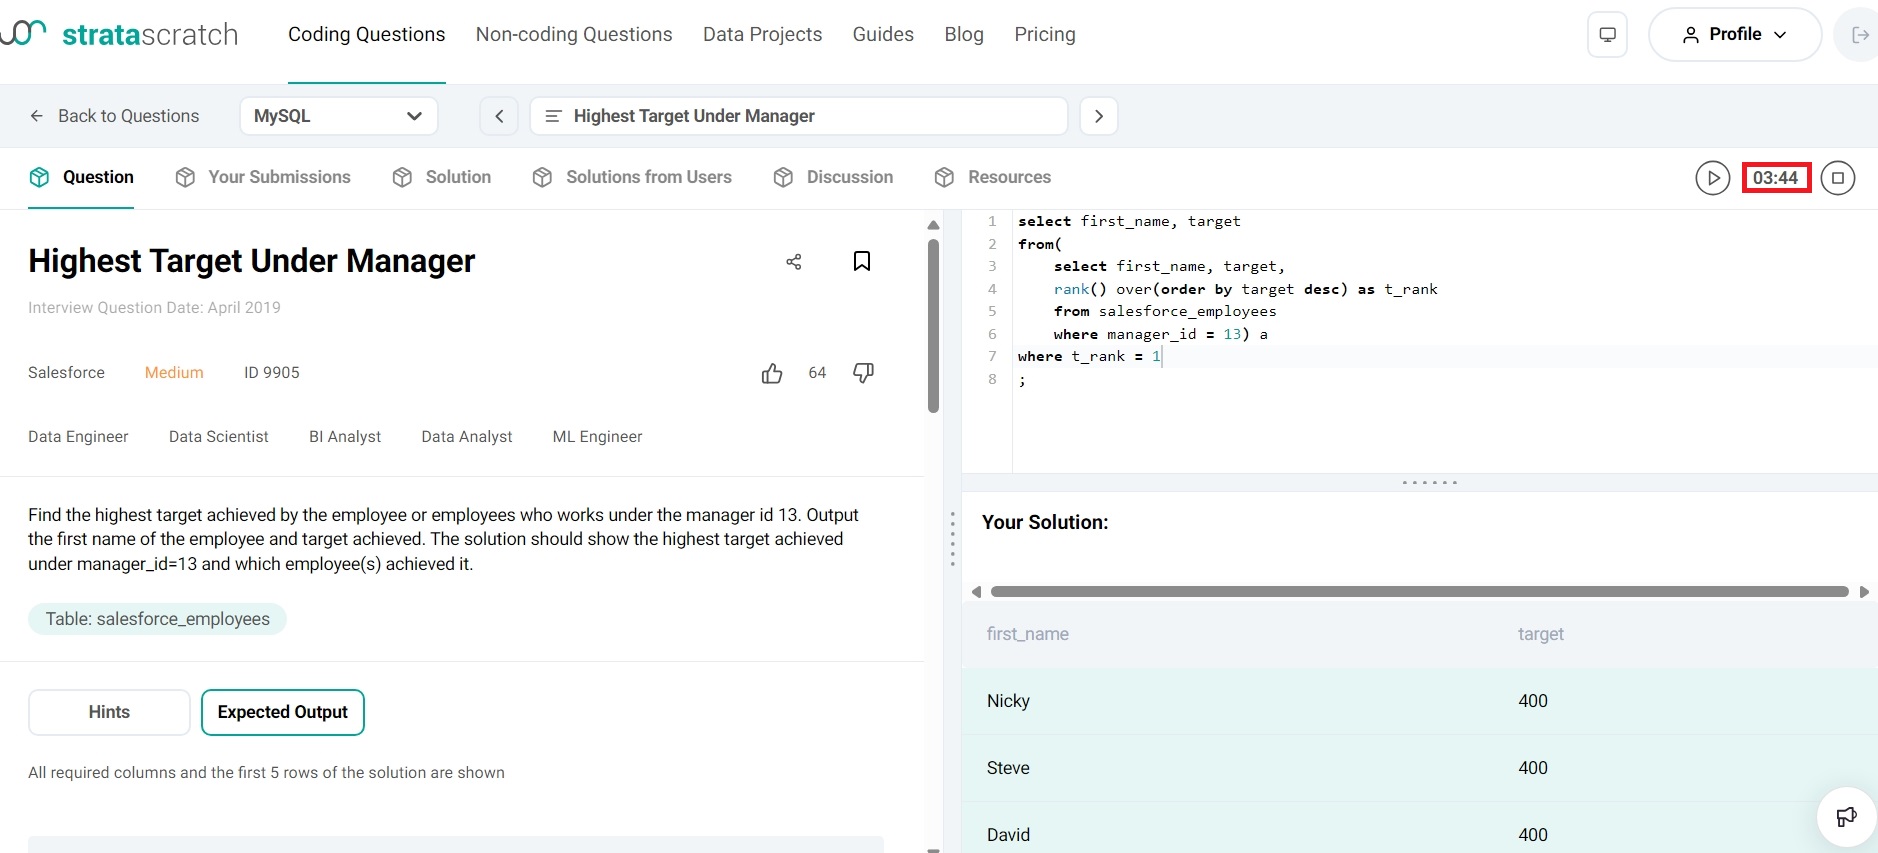 stratascratch
Coding Questions
Non-coding Questions
Data Projects
Guides
Blog
Pricing
Profile
Back to Questions
MySQL
Highest Target Under Manager
Question
Your Submissions
Solution
Solutions from Users
Discussion
Resources
03:44
Highest Target Under Manager
Interview Question Date: April 2019
Salesforce
Medium
ID 9905
64
Data Engineer
Data Scientist
BI Analyst
Data Analyst
ML Engineer
Find the highest target achieved by the employee or employees who works under the manager id 13. Output
the first name of the employee and target achieved. The solution should show the highest target achieved
under manager_id=13 and which employee(s) achieved it.
Table: salesforce_employees
Hints
Expected Output
All required columns and the first 5 rows of the solution are shown
1 select first_name, target
2 from(
3     select first_name, target,
4     rank() over(order by target desc) as t_rank
5     from salesforce_employees
6     where manager_id = 13) a
7 where t_rank = 1
8 ;
Your Solution:
first_name target
Nicky 400
Steve 400
David 400